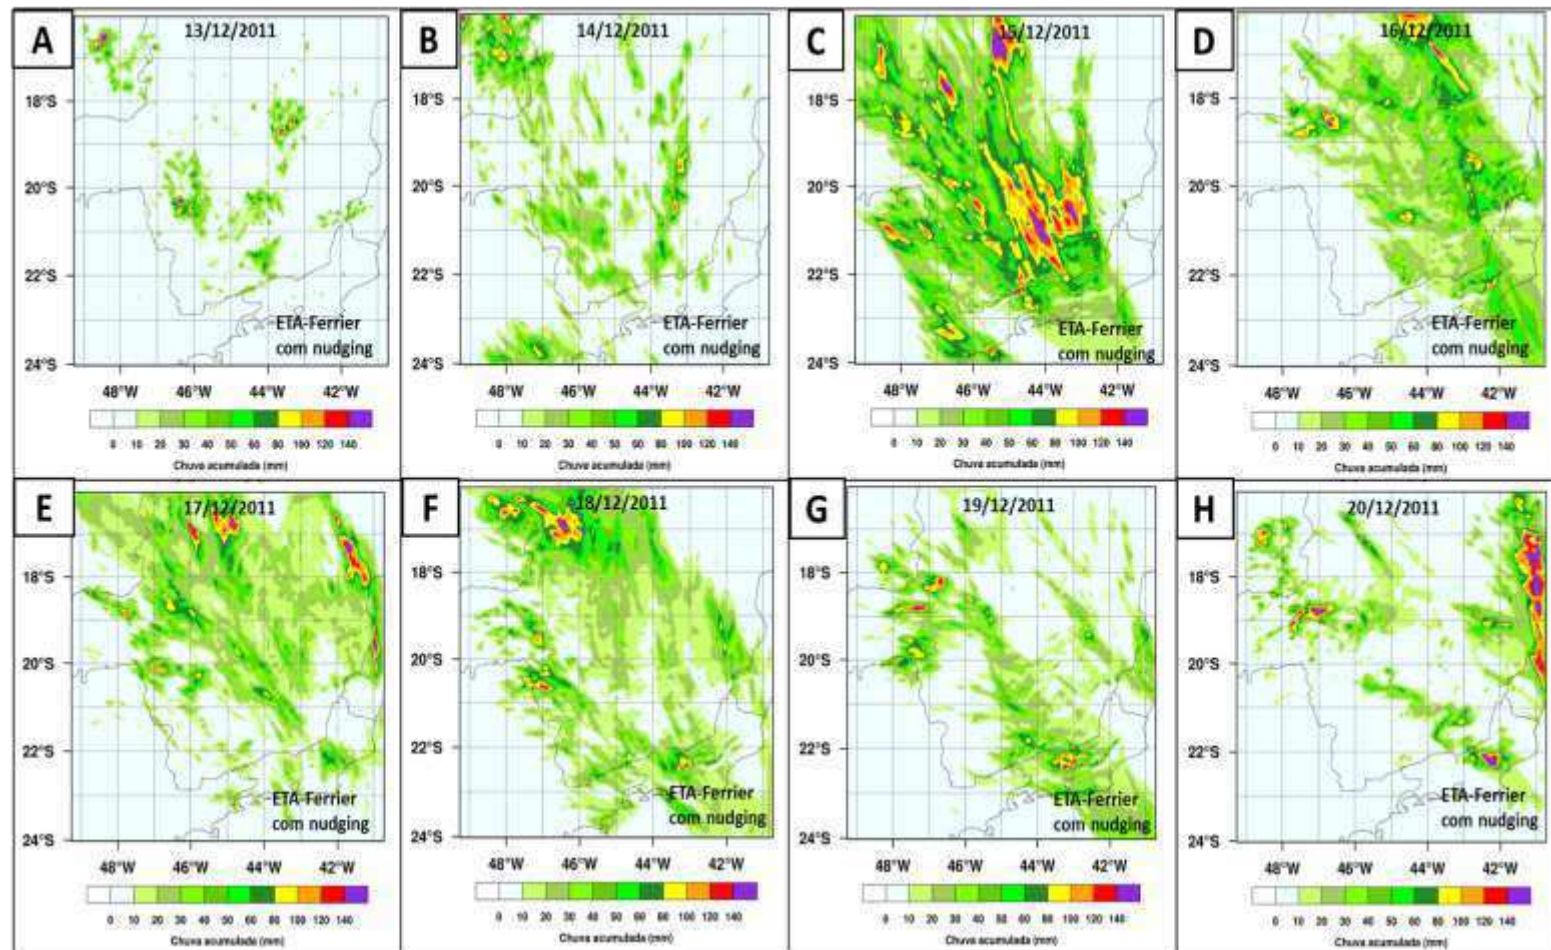 A
13/12/2011
18°S
20°S
22°S
24°S
ETA-Ferrier
com nudging
48°W 46°W 44°W 42°W
0 10 20 30 40 50 60 80 100 120 140
Chuva acumulada (mm)
B
14/12/2011
18°S
20°S
22°S
24°S
ETA-Ferrier
com nudging
48°W 46°W 44°W 42°W
0 10 20 30 40 50 60 80 100 120 140
Chuva acumulada (mm)
C
15/12/2011
18°S
20°S
22°S
24°S
ETA-Ferrier
com nudging
48°W 46°W 44°W 42°W
0 10 20 30 40 50 60 80 100 120 140
Chuva acumulada (mm)
D
16/12/2011
18°S
20°S
22°S
24°S
ETA-Ferrier
com nudging
48°W 46°W 44°W 42°W
0 10 20 30 40 50 60 80 100 120 140
Chuva acumulada (mm)
E
17/12/2011
18°S
20°S
22°S
24°S
ETA-Ferrier
com nudging
48°W 46°W 44°W 42°W
0 10 20 30 40 50 60 80 100 120 140
Chuva acumulada (mm)
F
18/12/2011
18°S
20°S
22°S
24°S
ETA-Ferrier
com nudging
48°W 46°W 44°W 42°W
0 10 20 30 40 50 60 80 100 120 140
Chuva acumulada (mm)
G
19/12/2011
18°S
20°S
22°S
24°S
ETA-Ferrier
com nudging
48°W 46°W 44°W 42°W
0 10 20 30 40 50 60 80 100 120 140
Chuva acumulada (mm)
H
20/12/2011
18°S
20°S
22°S
24°S
ETA-Ferrier
com nudging
48°W 46°W 44°W 42°W
0 10 20 30 40 50 60 80 100 120 140
Chuva acumulada (mm)